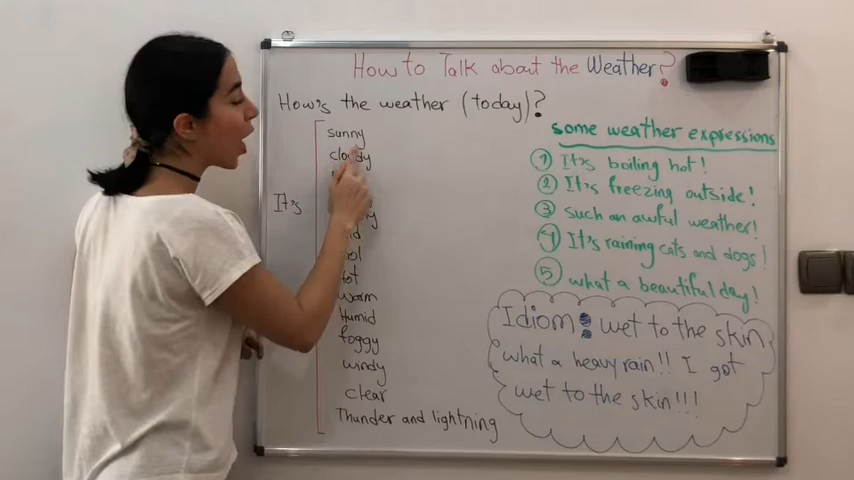 How to Talk about the Weather?
How's the weather (today)?
It's
sunny
cloudy
warm
Humid
foggy
windy
clear
Thunder and lightning
some weather expressions
① It's boiling hot!
② It's freezing outside!
③ such an awful weather!
④ It's raining cats and dogs!
⑤ what a beautiful day!
Idiom: wet to the skin
what a heavy rain!! I got
wet to the skin!!!